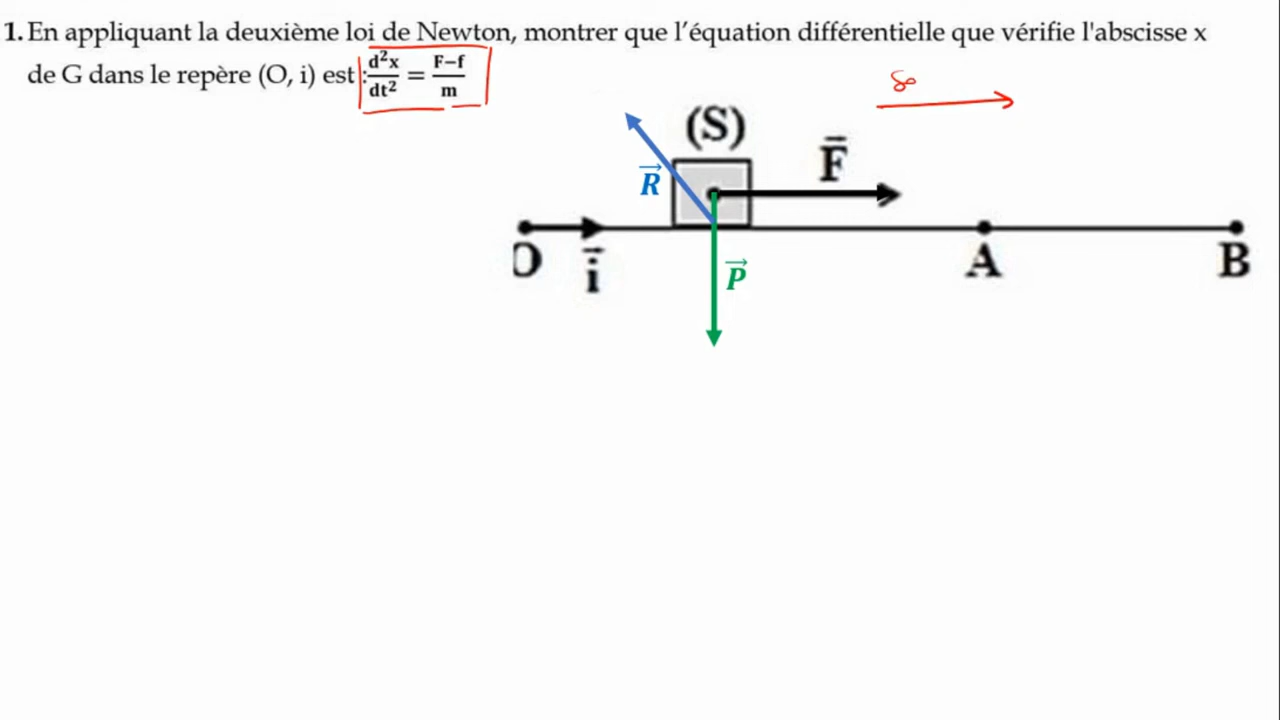 1. En appliquant la deuxième loi de Newton, montrer que l'équation différentielle que vérifie l'abscisse x
de G dans le repère (O, i) est : d²x/dt² = F−f/m
(S)
R
F
O i A B
P